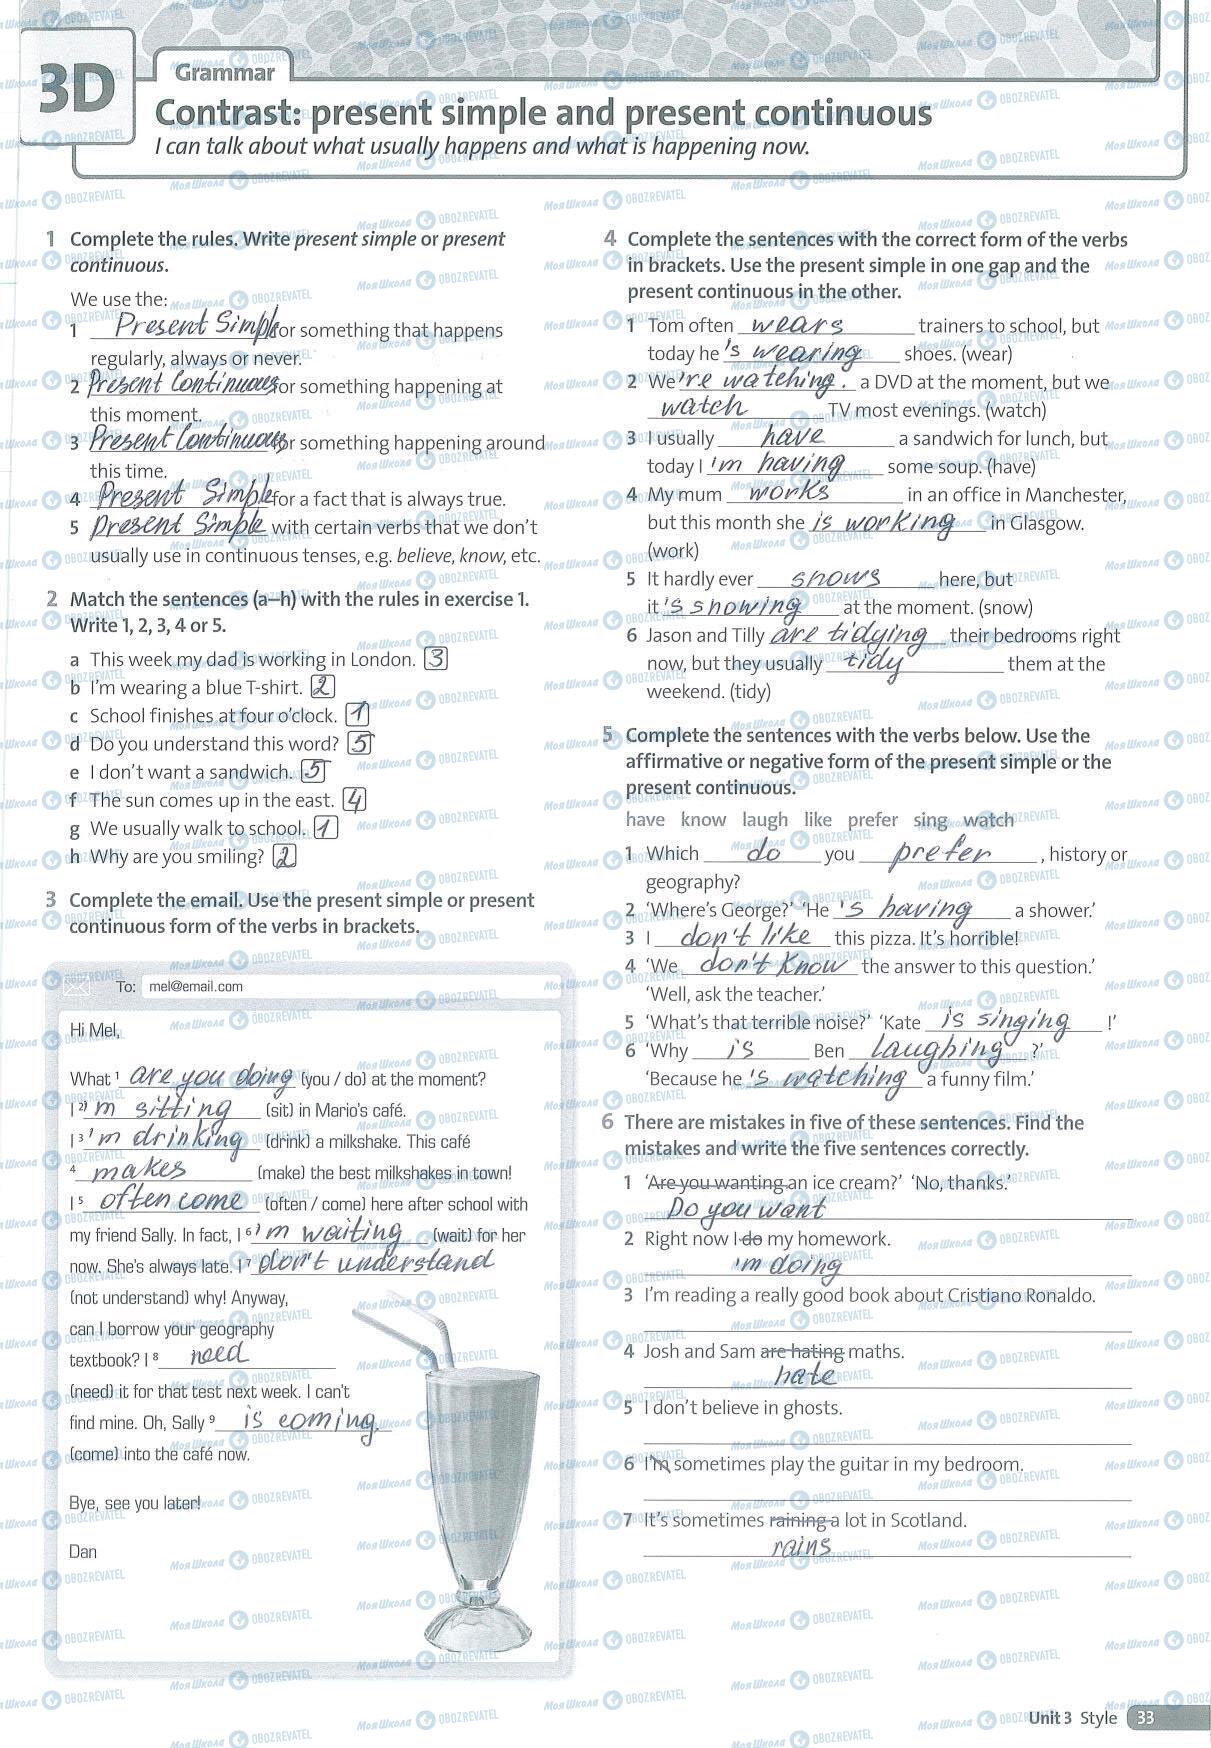 3D
Grammar
Contrast: present simple and present continuous
I can talk about what usually happens and what is happening now.
1 Complete the rules. Write present simple or present
continuous.
We use the:
1 Present Simple for something that happens
regularly, always or never.
2 Present Continuous for something happening at
this moment.
3 Present Continuous for something happening around
this time.
4 Present Simple for a fact that is always true.
5 Present Simple with certain verbs that we don't
usually use in continuous tenses, e.g. believe, know, etc.
2 Match the sentences (a–h) with the rules in exercise 1.
Write 1, 2, 3, 4 or 5.
a This week my dad is working in London. 3
b I'm wearing a blue T-shirt. 2
c School finishes at four o'clock. 1
d Do you understand this word? 5
e I don't want a sandwich. 5
f The sun comes up in the east. 4
g We usually walk to school. 1
h Why are you smiling? 2
3 Complete the email. Use the present simple or present
continuous form of the verbs in brackets.
To: mel@email.com
Hi Mel,
What 1 are you doing (you / do) at the moment?
I 2 'm sitting (sit) in Mario's café.
I 3 'm drinking (drink) a milkshake. This café
4 makes (make) the best milkshakes in town!
I 5 often come (often / come) here after school with
my friend Sally. In fact, I 6 'm waiting (wait) for her
now. She's always late. I 7 don't understand
(not understand) why! Anyway,
can I borrow your geography
textbook? I 8 need
(need) it for that test next week. I can't
find mine. Oh, Sally 9 is coming.
(come) into the café now.
Bye, see you later!
Dan
4 Complete the sentences with the correct form of the verbs
in brackets. Use the present simple in one gap and the
present continuous in the other.
1 Tom often wears trainers to school, but
today he 's wearing shoes. (wear)
2 We 're watching. a DVD at the moment, but we
watch TV most evenings. (watch)
3 I usually have a sandwich for lunch, but
today I 'm having some soup. (have)
4 My mum works in an office in Manchester,
but this month she is working in Glasgow.
(work)
5 It hardly ever snows here, but
it 's snowing at the moment. (snow)
6 Jason and Tilly are tidying their bedrooms right
now, but they usually tidy them at the
weekend. (tidy)
5 Complete the sentences with the verbs below. Use the
affirmative or negative form of the present simple or the
present continuous.
have know laugh like prefer sing watch
1 Which do you prefer, history or
geography?
2 'Where's George?' 'He 's having a shower.'
3 I don't like this pizza. It's horrible!
4 'We don't know the answer to this question.'
'Well, ask the teacher.'
5 'What's that terrible noise?' 'Kate is singing !'
6 'Why is Ben laughing ?'
'Because he 's watching a funny film.'
6 There are mistakes in five of these sentences. Find the
mistakes and write the five sentences correctly.
1 'Are you wanting an ice cream?' 'No, thanks.'
Do you want
2 Right now I do my homework.
'm doing
3 I'm reading a really good book about Cristiano Ronaldo.
4 Josh and Sam are hating maths.
hate
5 I don't believe in ghosts.
6 I'm sometimes play the guitar in my bedroom.
7 It's sometimes raining a lot in Scotland.
rains
Unit 3 Style 33
МояШкола OBOZREVATEL